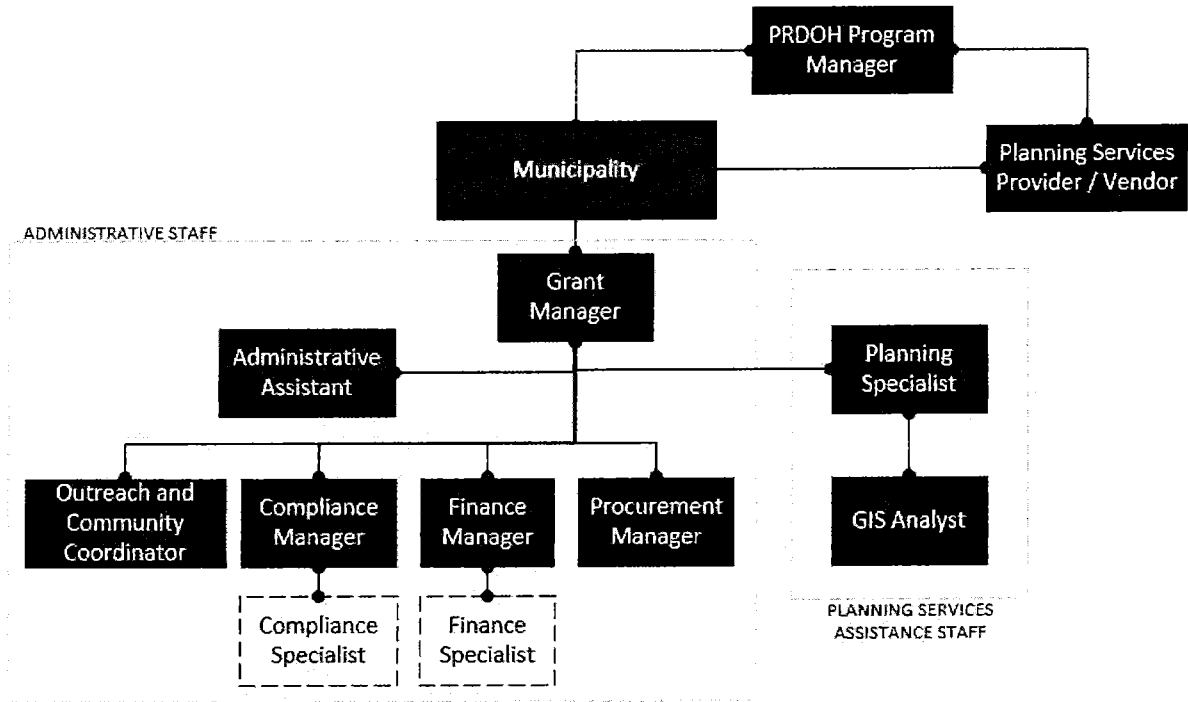 PRDOH Program
Manager
Municipality
Planning Services
Provider / Vendor
ADMINISTRATIVE STAFF
Grant
Manager
Administrative
Assistant
Planning
Specialist
Outreach and
Community
Coordinator
Compliance
Manager
Finance
Manager
Procurement
Manager
GIS Analyst
Compliance
Specialist
Finance
Specialist
PLANNING SERVICES
ASSISTANCE STAFF